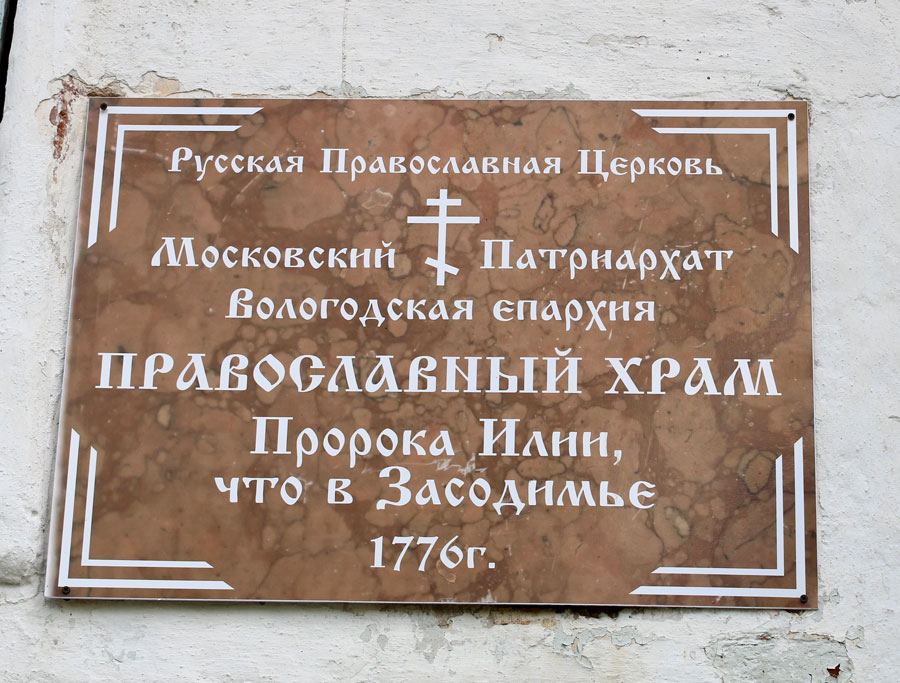 Русская Православная Церковь
Московский Патриархат
Вологодская епархия
ПРАВОСЛАВНЫЙ ХРАМ
Пророка Илии,
что в Засодимье
1776г.